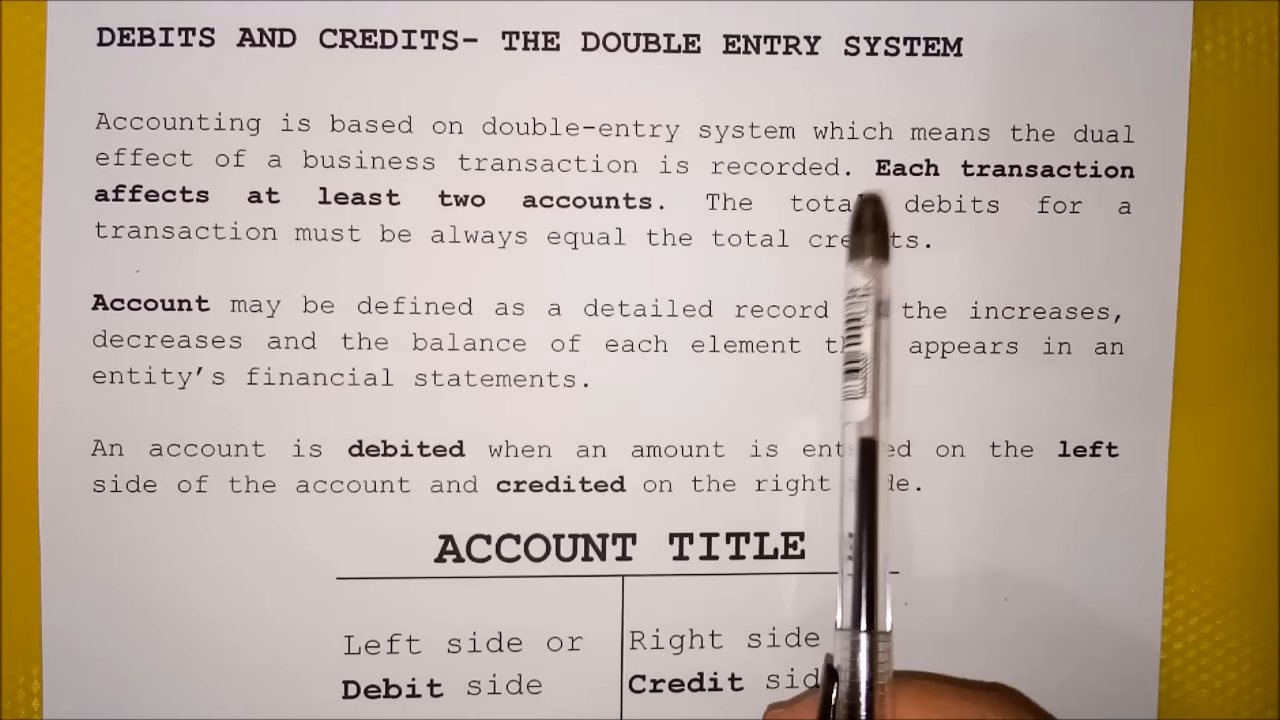 DEBITS AND CREDITS- THE DOUBLE ENTRY SYSTEM
Accounting is based on double-entry system which means the dual
effect of a business transaction is recorded. Each transaction
affects at least two accounts. The total debits for a
transaction must be always equal the total credits.
Account may be defined as a detailed record the increases,
decreases and the balance of each element appears in an
entity's financial statements.
An account is debited when an amount is entered on the left
side of the account and credited on the right side.
ACCOUNT TITLE
Left side or
Debit side
Right side
Credit side